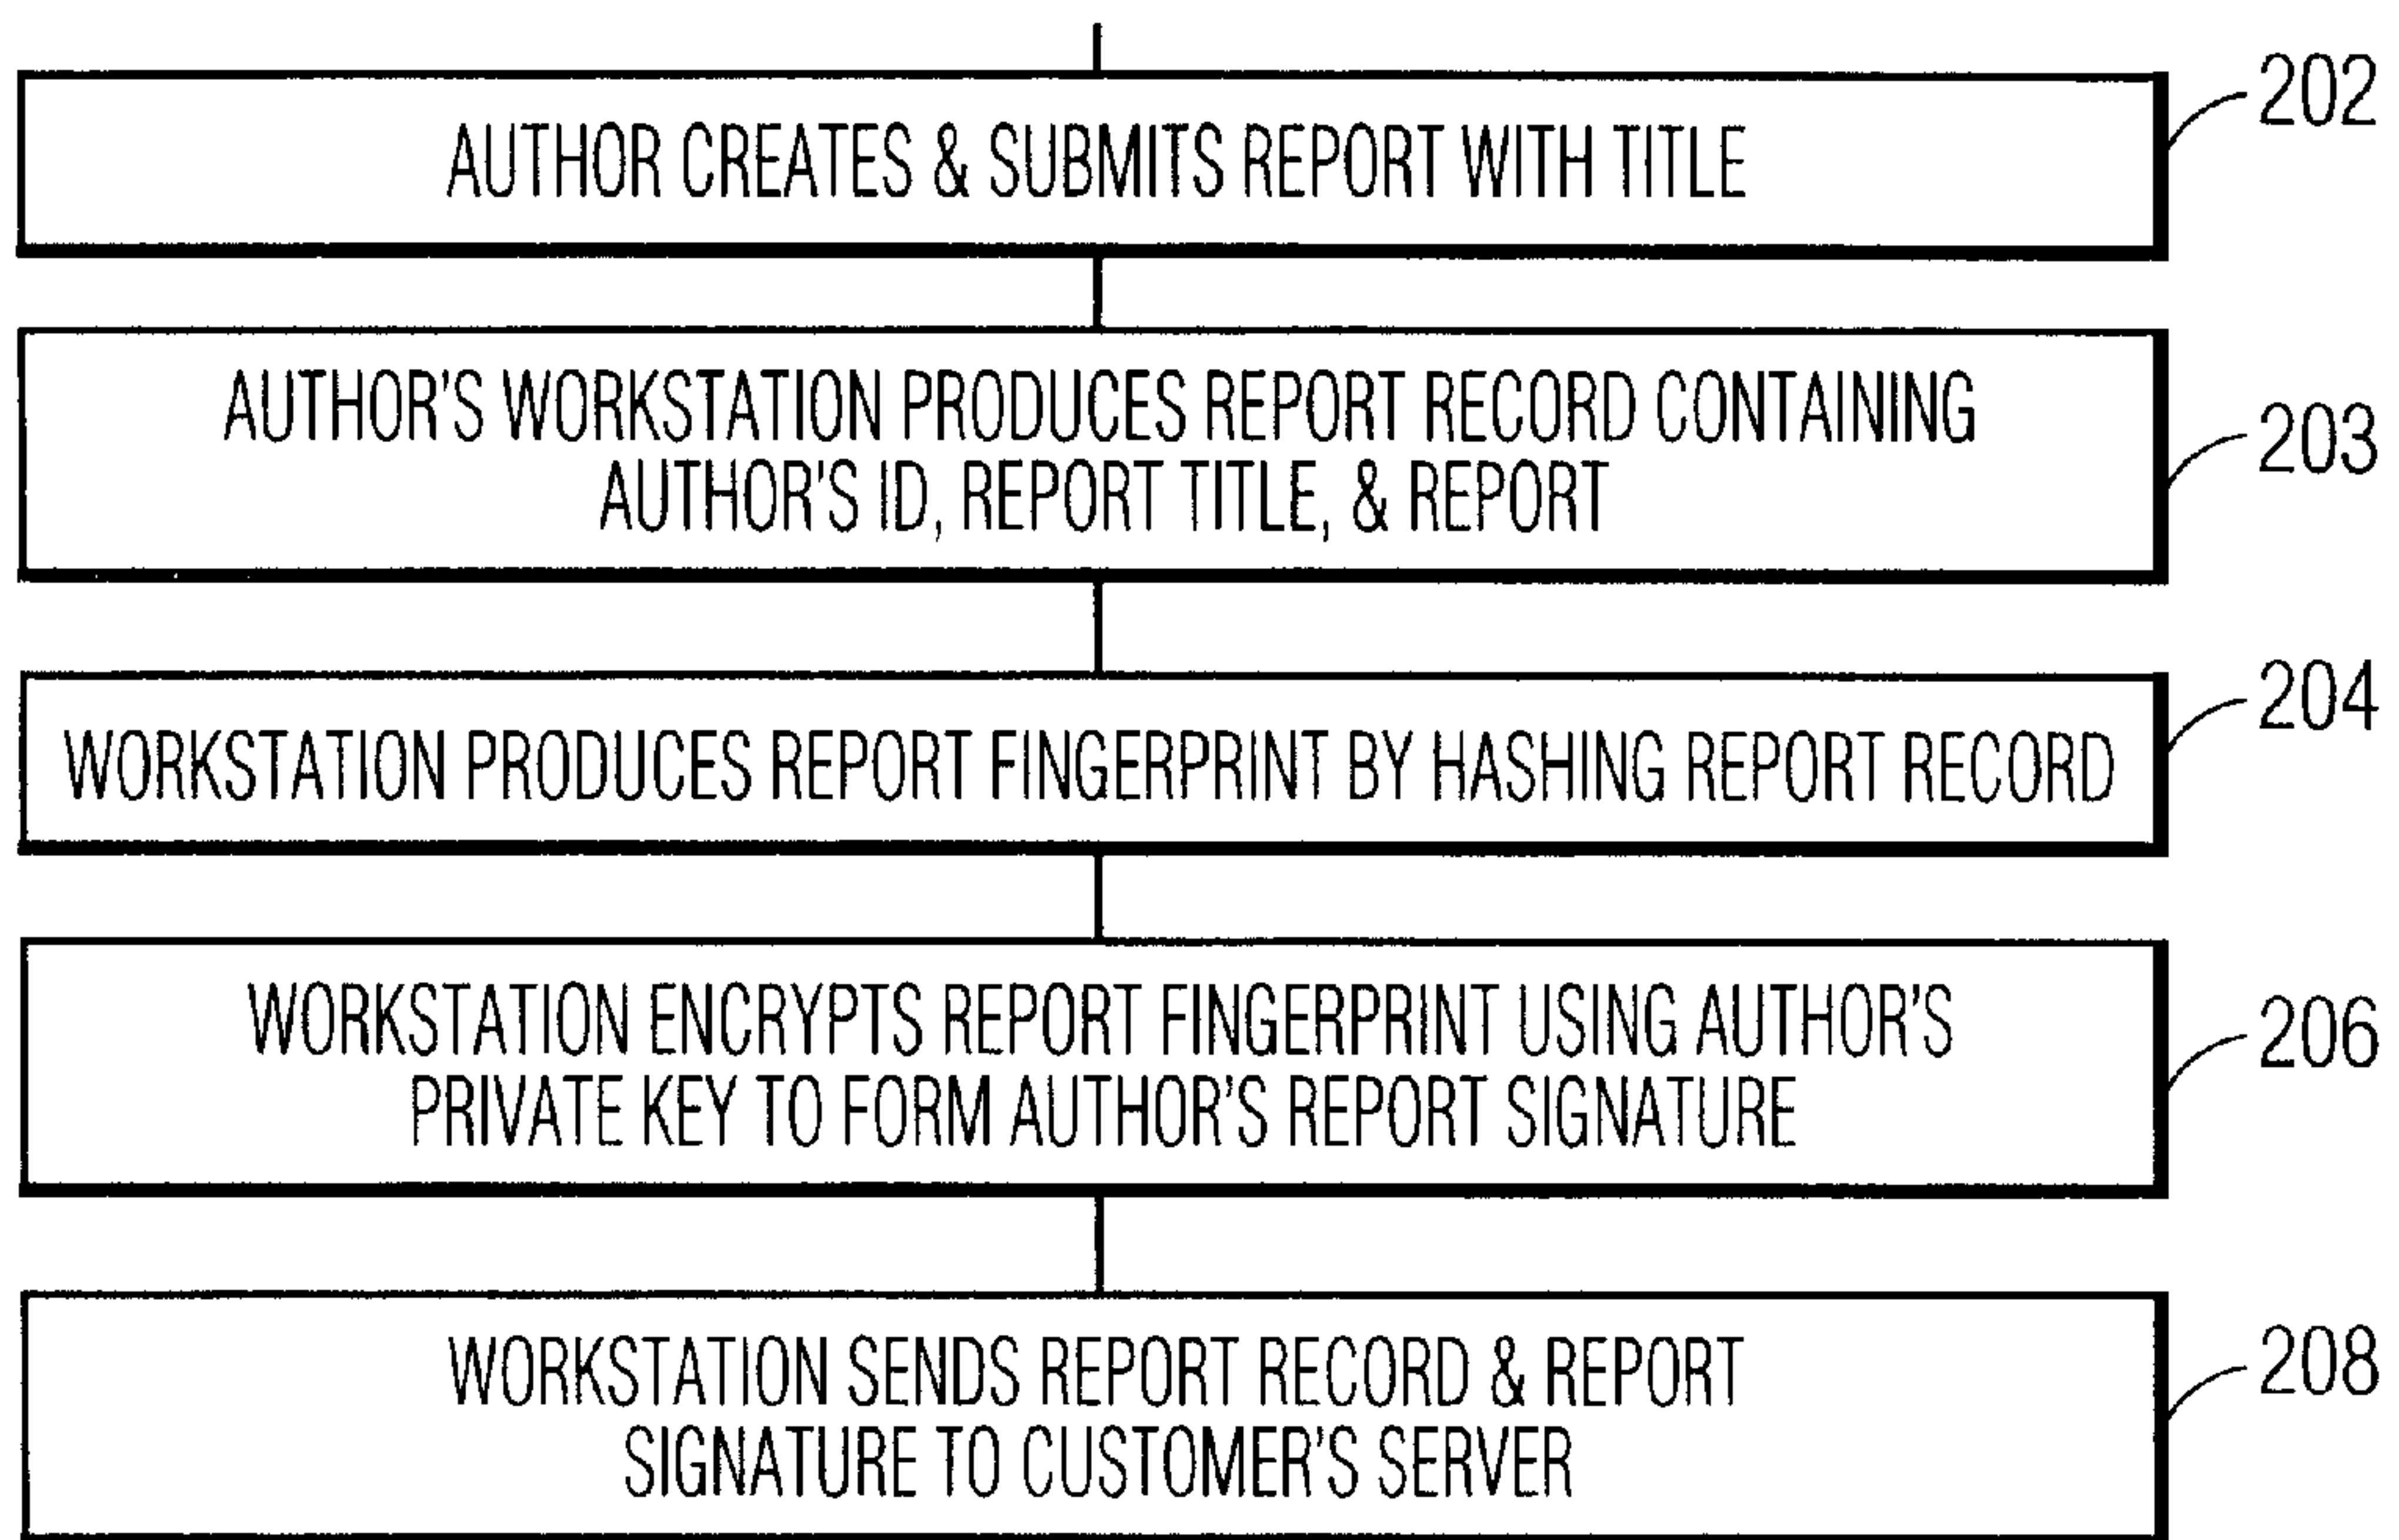 202
AUTHOR CREATES & SUBMITS REPORT WITH TITLE
AUTHOR'S WORKSTATION PRODUCES REPORT RECORD CONTAINING
203
AUTHOR'S ID, REPORT TITLE, & REPORT
204
WORKSTATION PRODUCES REPORT FINGERPRINT BY HASHING REPORT RECORD
WORKSTATION ENCRYPTS REPORT FINGERPRINT USING AUTHOR'S
206
PRIVATE KEY TO FORM AUTHOR'S REPORT SIGNATURE
WORKSTATION SENDS REPORT RECORD & REPORT
208
SIGNATURE TO CUSTOMER'S SERVER